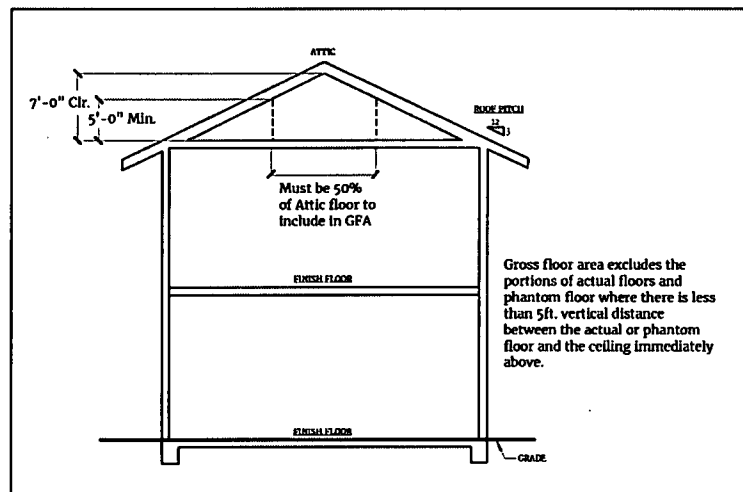 ATTIC
7'-0" Clr.
5'-0" Min.
ROOF PITCH
12
3
Must be 50%
of Attic floor to
include in GFA
FINISH FLOOR
Gross floor area excludes the
portions of actual floors and
phantom floor where there is less
than 5ft. vertical distance
between the actual or phantom
floor and the ceiling immediately
above.
FINISH FLOOR
GRADE